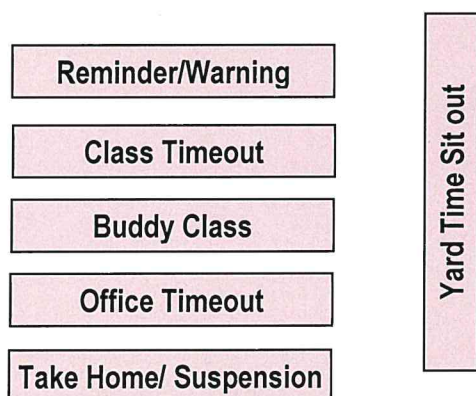 Reminder/Warning
Class Timeout
Buddy Class
Office Timeout
Take Home/ Suspension
Yard Time Sit out